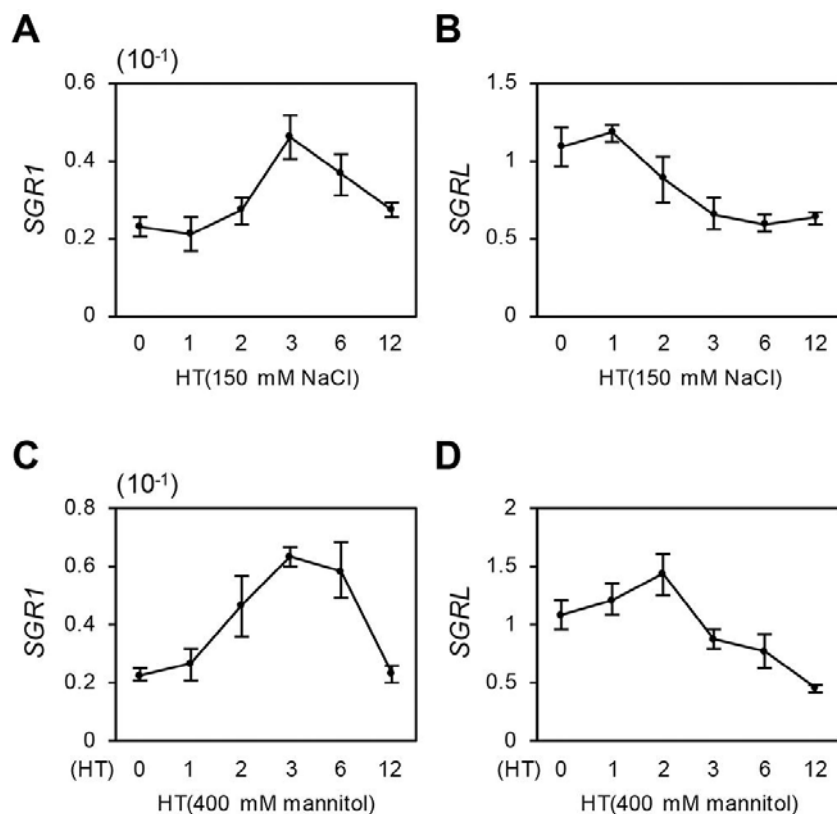 A
B
(10⁻¹)
0.6
0.4
0.2
0
SGR1
0 1 2 3 6 12
HT(150 mM NaCl)
1.5
1
0.5
0
SGRL
0 1 2 3 6 12
HT(150 mM NaCl)
C
D
(10⁻¹)
0.8
0.6
0.4
0.2
0
SGR1
(HT) 0 1 2 3 6 12
HT(400 mM mannitol)
2
1.5
1
0.5
0
SGRL
(HT) 0 1 2 3 6 12
HT(400 mM mannitol)